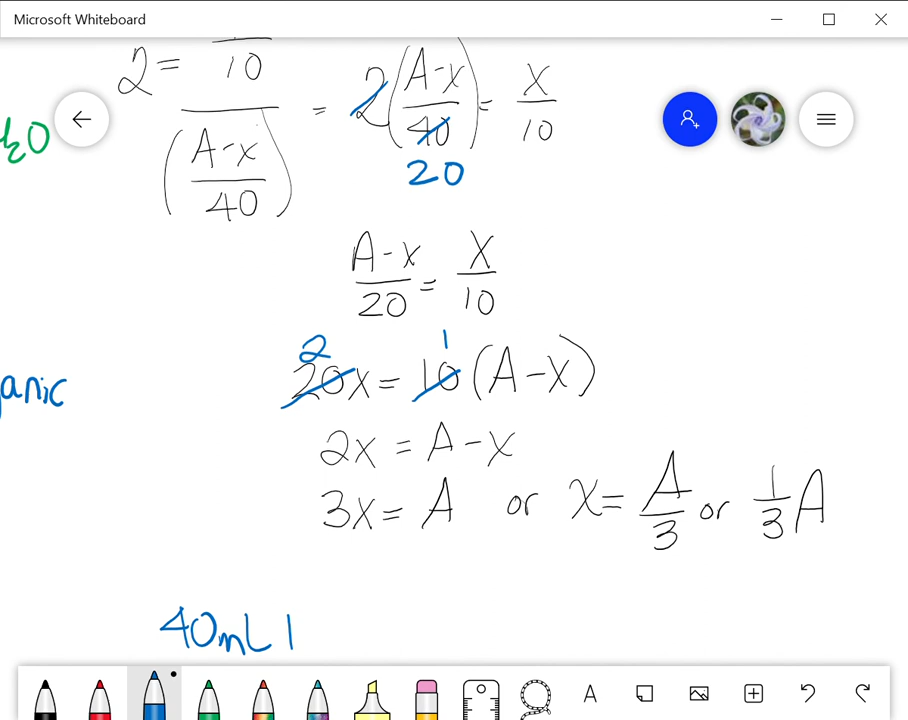 Microsoft Whiteboard
2 = 10 / ((A-x)/40) = 2((A-x)/40) = x/10
20
h2O
(A-x)/20 = x/10
2 1
20x = 10(A-x)
anic
2x = A-x
3x = A or x = A/3 or 1/3 A
40mL |
A